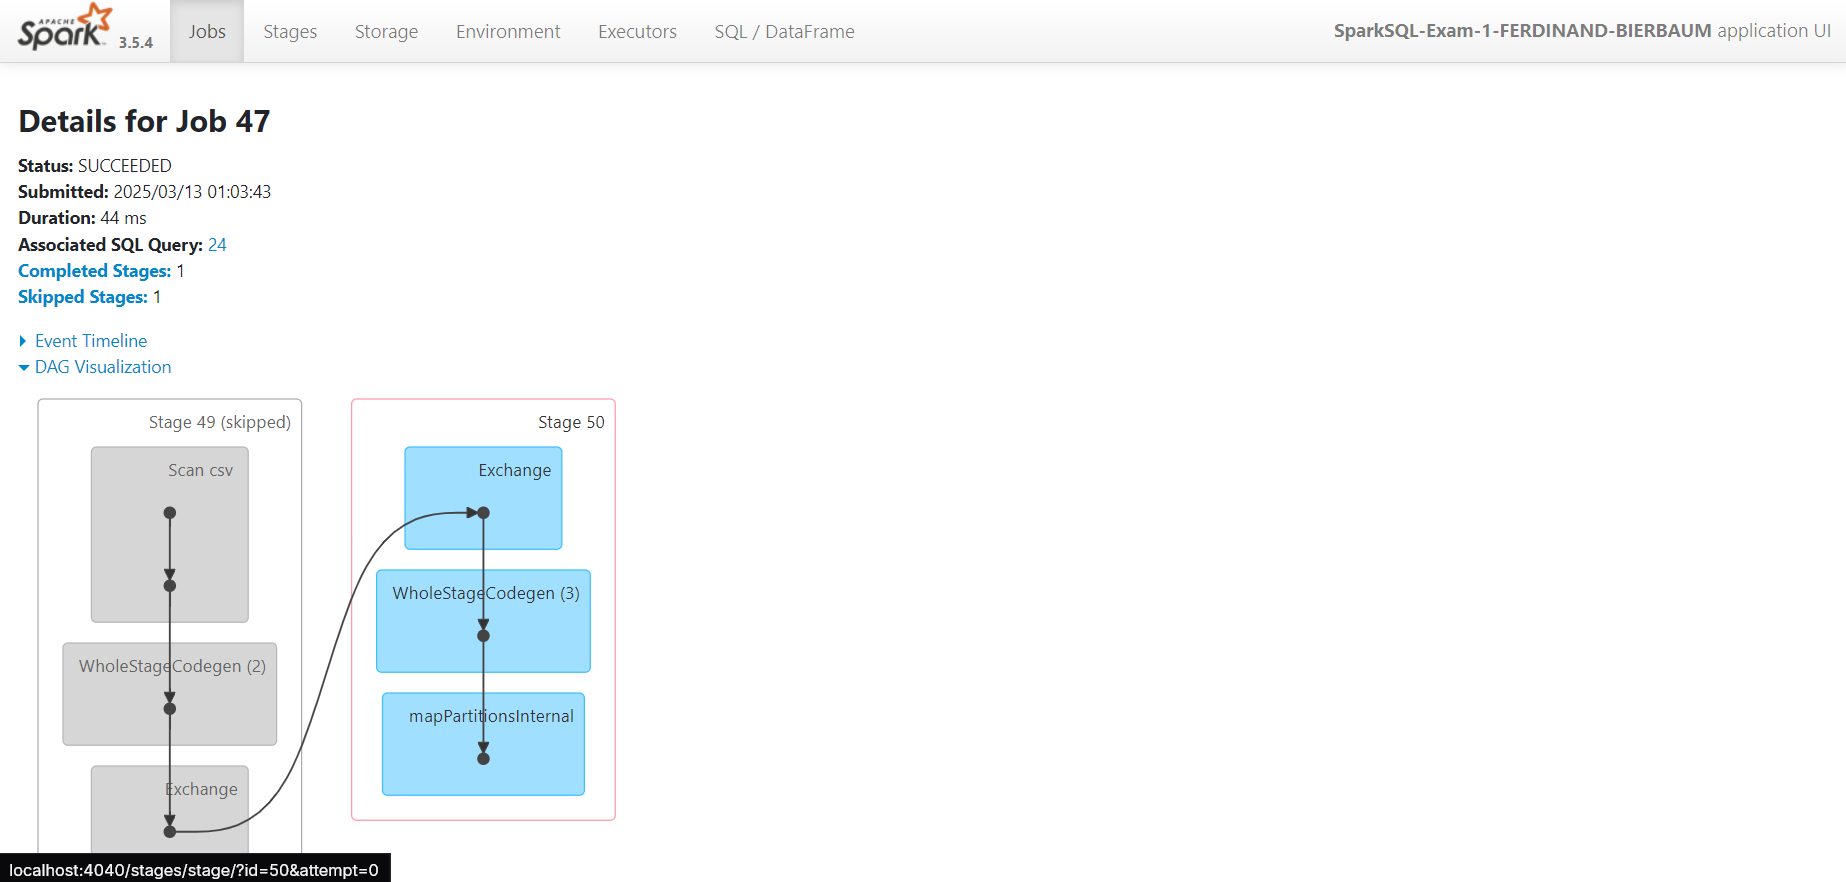 APACHE
Spark 3.5.4 Jobs Stages Storage Environment Executors SQL / DataFrame SparkSQL-Exam-1-FERDINAND-BIERBAUM application UI
Details for Job 47
Status: SUCCEEDED
Submitted: 2025/03/13 01:03:43
Duration: 44 ms
Associated SQL Query: 24
Completed Stages: 1
Skipped Stages: 1
Event Timeline
DAG Visualization
Stage 49 (skipped)
Scan csv
WholeStageCodegen (2)
Exchange
Stage 50
Exchange
WholeStageCodegen (3)
mapPartitionsInternal
localhost:4040/stages/stage/?id=50&attempt=0